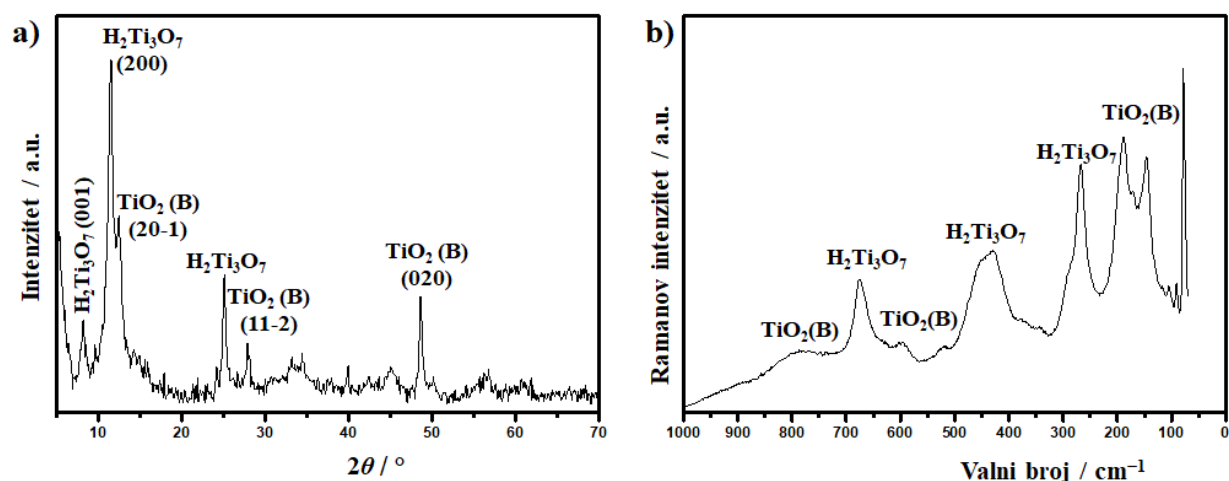 a)
H₂Ti₃O₇
(200)
H₂Ti₃O₇ (001)
TiO₂ (B)
(20-1)
H₂Ti₃O₇
TiO₂ (B)
(11-2)
TiO₂ (B)
(020)
Intenzitet / a.u.
10 20 30 40 50 60 70
2θ / °
b)
TiO₂(B)
H₂Ti₃O₇
H₂Ti₃O₇
H₂Ti₃O₇
TiO₂(B)
TiO₂(B)
Ramanov intenzitet / a.u.
1000 900 800 700 600 500 400 300 200 100 0
Valni broj / cm⁻¹